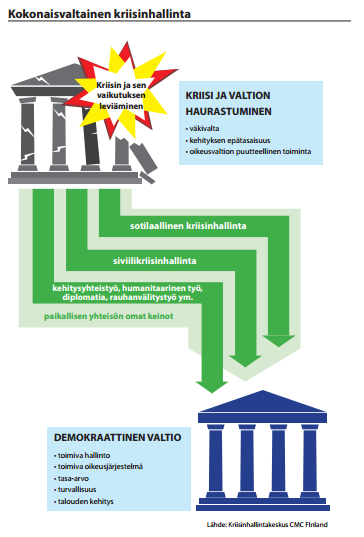 Kokonaisvaltainen kriisinhallinta
Kriisin ja sen
vaikutuksen
leviäminen
KRIISI JA VALTION
HAURASTUMINEN
• väkivalta
• kehityksen epätasaisuus
• oikeusvaltion puutteellinen toiminta
sotilaallinen kriisinhallinta
siviilikriisinhallinta
kehitysyhteistyö, humanitaarinen työ,
diplomatia, rauhanvälitystyö ym.
paikallisen yhteisön omat keinot
DEMOKRAATTINEN VALTIO
• toimiva hallinto
• toimiva oikeusjärjestelmä
• tasa-arvo
• turvallisuus
• talouden kehitys
Lähde: Kriisinhallintakeskus CMC Finland